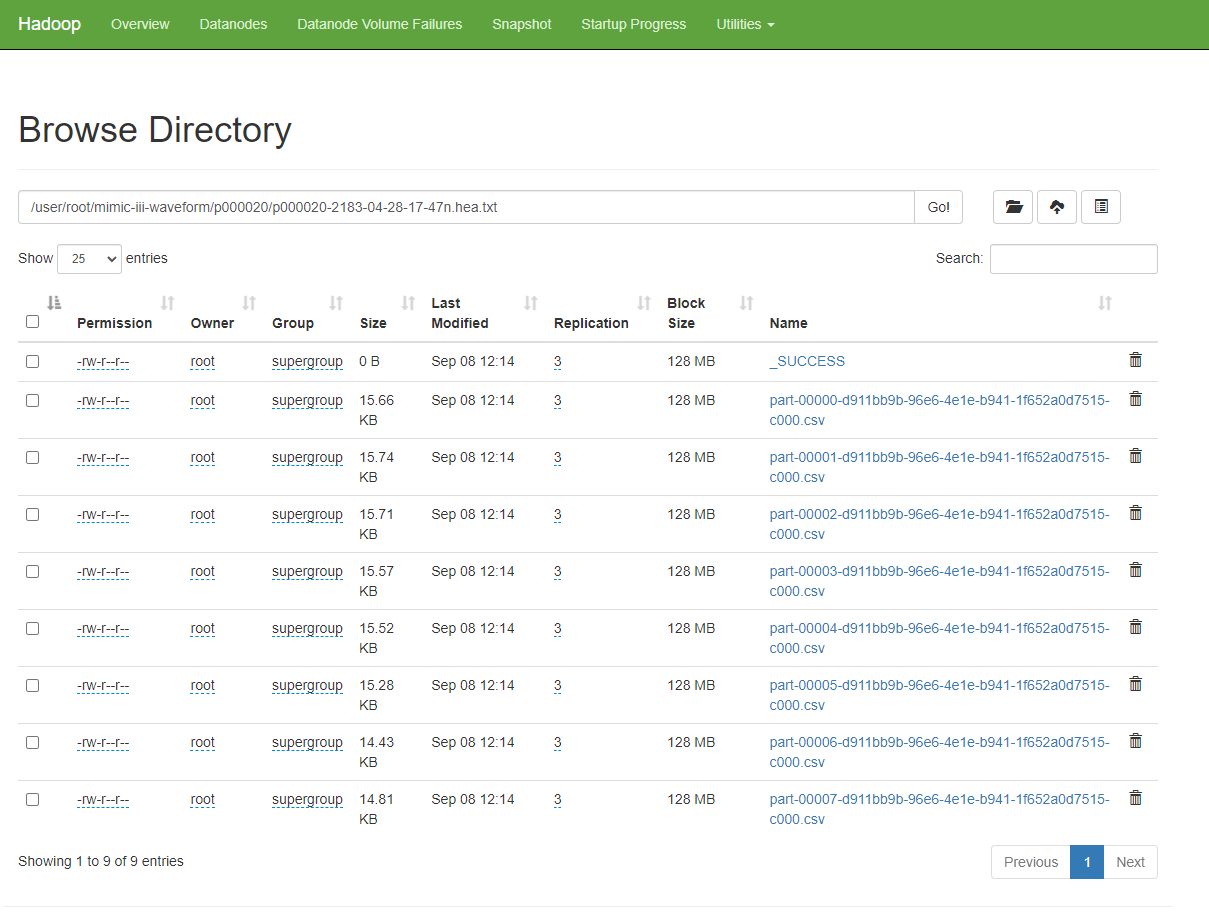 Hadoop Overview Datanodes Datanode Volume Failures Snapshot Startup Progress Utilities
Browse Directory
/user/root/mimic-iii-waveform/p000020/p000020-2183-04-28-17-47n.hea.txt Go!
Show 25 entries Search:
Permission Owner Group Size Last Modified Replication Block Size Name
-rw-r--r-- root supergroup 0 B Sep 08 12:14 3 128 MB _SUCCESS
-rw-r--r-- root supergroup 15.66 KB Sep 08 12:14 3 128 MB part-00000-d911bb9b-96e6-4e1e-b941-1f652a0d7515-c000.csv
-rw-r--r-- root supergroup 15.74 KB Sep 08 12:14 3 128 MB part-00001-d911bb9b-96e6-4e1e-b941-1f652a0d7515-c000.csv
-rw-r--r-- root supergroup 15.71 KB Sep 08 12:14 3 128 MB part-00002-d911bb9b-96e6-4e1e-b941-1f652a0d7515-c000.csv
-rw-r--r-- root supergroup 15.57 KB Sep 08 12:14 3 128 MB part-00003-d911bb9b-96e6-4e1e-b941-1f652a0d7515-c000.csv
-rw-r--r-- root supergroup 15.52 KB Sep 08 12:14 3 128 MB part-00004-d911bb9b-96e6-4e1e-b941-1f652a0d7515-c000.csv
-rw-r--r-- root supergroup 15.28 KB Sep 08 12:14 3 128 MB part-00005-d911bb9b-96e6-4e1e-b941-1f652a0d7515-c000.csv
-rw-r--r-- root supergroup 14.43 KB Sep 08 12:14 3 128 MB part-00006-d911bb9b-96e6-4e1e-b941-1f652a0d7515-c000.csv
-rw-r--r-- root supergroup 14.81 KB Sep 08 12:14 3 128 MB part-00007-d911bb9b-96e6-4e1e-b941-1f652a0d7515-c000.csv
Showing 1 to 9 of 9 entries Previous 1 Next